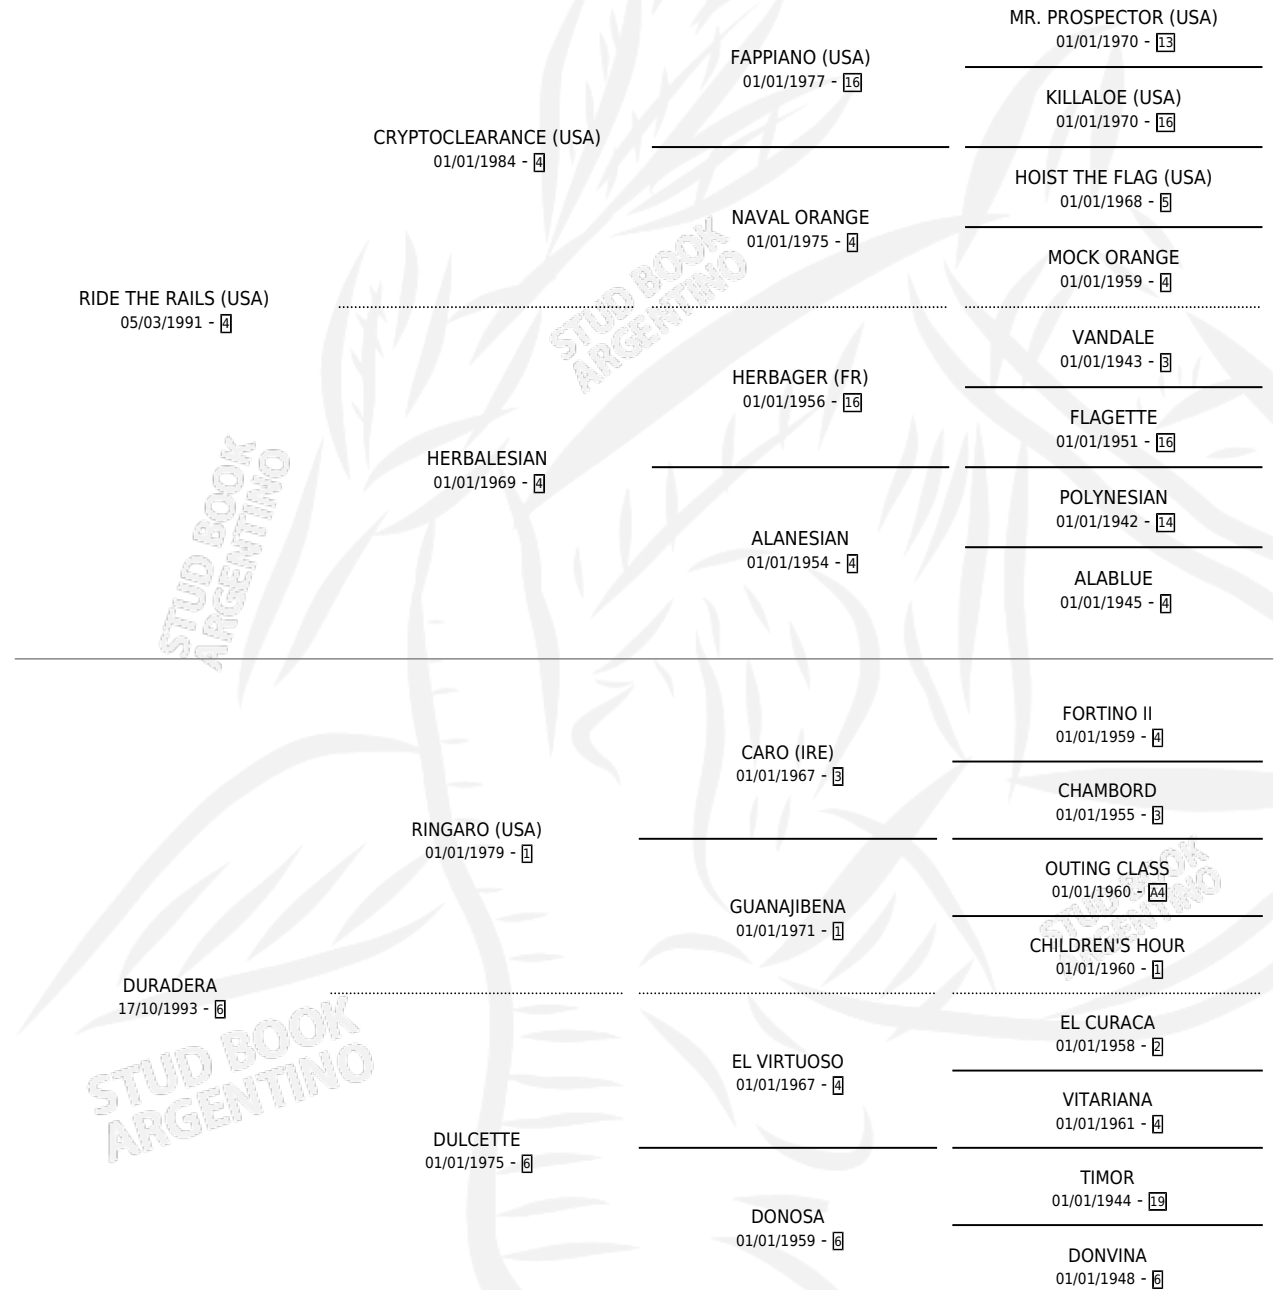 MR. PROSPECTOR (USA)
01/01/1970 - 13
FAPPIANO (USA)
01/01/1977 - 16
KILLALOE (USA)
01/01/1970 - 16
CRYPTOCLEARANCE (USA)
01/01/1984 - 4
HOIST THE FLAG (USA)
01/01/1968 - 5
NAVAL ORANGE
01/01/1975 - 4
MOCK ORANGE
01/01/1959 - 4
RIDE THE RAILS (USA)
05/03/1991 - 4
VANDALE
01/01/1943 - 3
HERBAGER (FR)
01/01/1956 - 16
FLAGETTE
01/01/1951 - 16
HERBALESIAN
01/01/1969 - 4
POLYNESIAN
01/01/1942 - 14
ALANESIAN
01/01/1954 - 4
ALABLUE
01/01/1945 - 4
FORTINO II
01/01/1959 - 4
CARO (IRE)
01/01/1967 - 3
CHAMBORD
01/01/1955 - 3
RINGARO (USA)
01/01/1979 - 1
OUTING CLASS
01/01/1960 - A4
GUANAJIBENA
01/01/1971 - 1
CHILDREN'S HOUR
01/01/1960 - 1
DURADERA
17/10/1993 - 6
EL CURACA
01/01/1958 - 2
EL VIRTUOSO
01/01/1967 - 4
VITARIANA
01/01/1961 - 4
DULCETTE
01/01/1975 - 6
TIMOR
01/01/1944 - 19
DONOSA
01/01/1959 - 6
DONVINA
01/01/1948 - 6
STUD BOOK
ARGENTINO
STUD BOOK
ARGENTINO
STUD BOOK
ARGENTINO
STUD BOOK
ARGENTINO